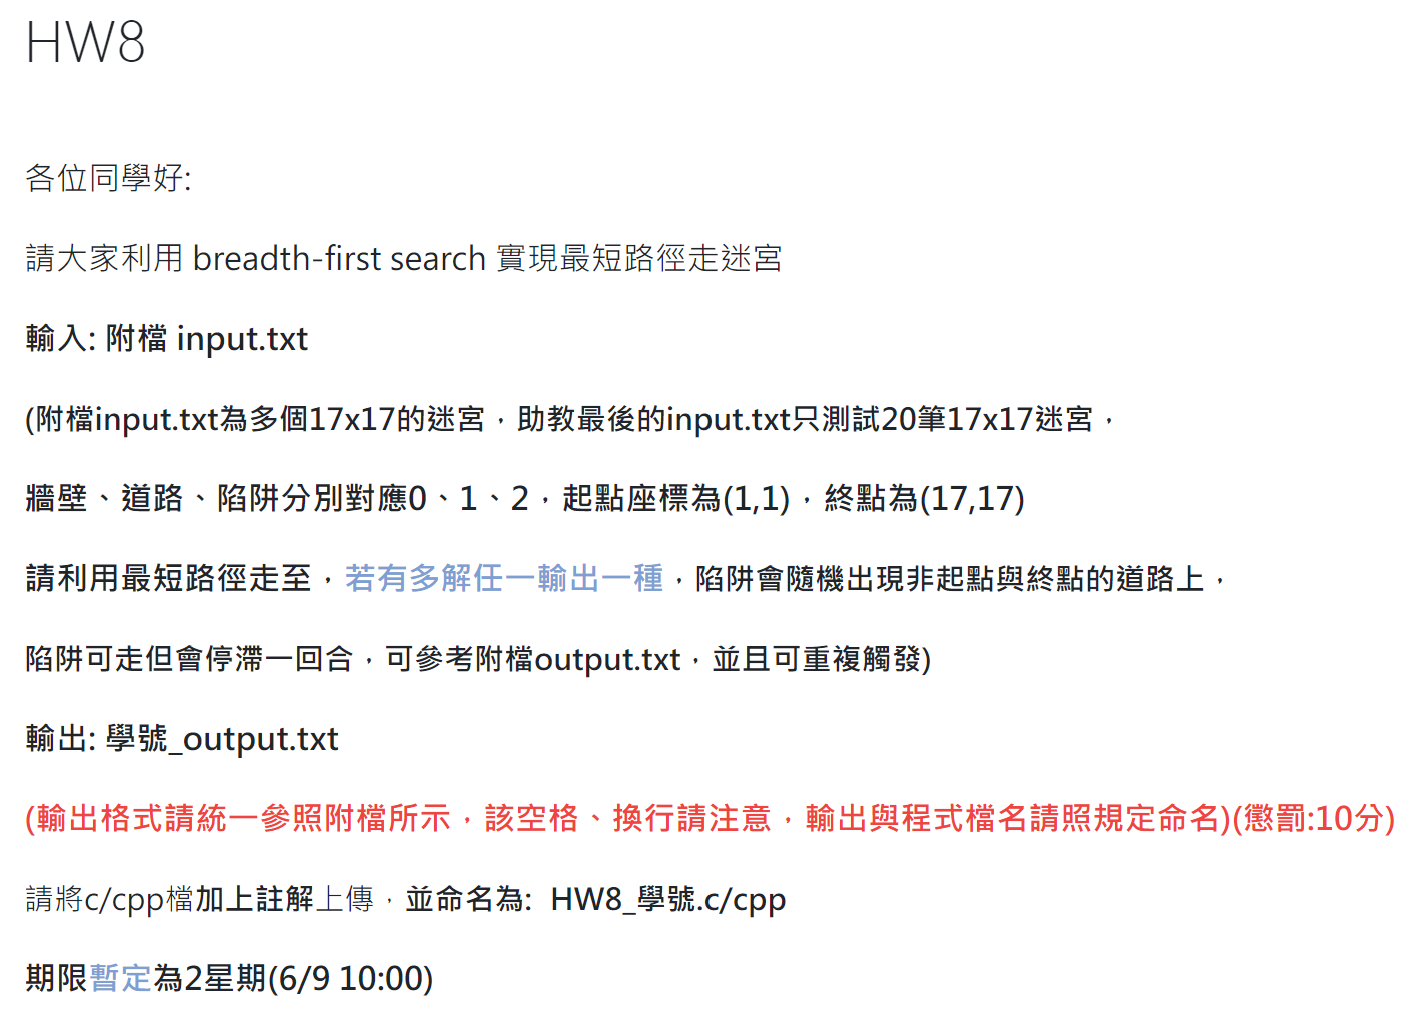 HW8
各位同學好:
請大家利用 breadth-first search 實現最短路徑走迷宮
輸入: 附檔 input.txt
(附檔input.txt為多個17x17的迷宮，助教最後的input.txt只測試20筆17x17迷宮，
牆壁、道路、陷阱分別對應0、1、2，起點座標為(1,1)，終點為(17,17)
請利用最短路徑走至，若有多解任一輸出一種，陷阱會隨機出現非起點與終點的道路上，
陷阱可走但會停滯一回合，可參考附檔output.txt，並且可重複觸發)
輸出: 學號_output.txt
(輸出格式請統一參照附檔所示，該空格、換行請注意，輸出與程式檔名請照規定命名)(懲罰:10分)
請將c/cpp檔加上註解上傳，並命名為: HW8_學號.c/cpp
期限暫定為2星期(6/9 10:00)